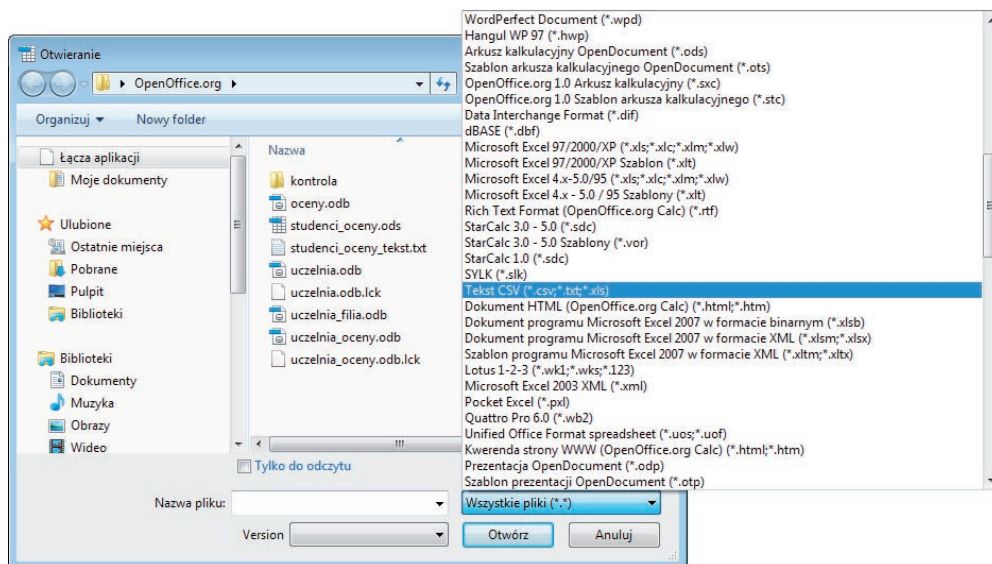 Otwieranie
OpenOffice.org
Organizuj
Nowy folder
Łącza aplikacji
Moje dokumenty
Ulubione
Ostatnie miejsca
Pobrane
Pulpit
Biblioteki
Biblioteki
Dokumenty
Muzyka
Obrazy
Wideo
Nazwa
kontrola
oceny.odb
studenci_oceny.ods
studenci_oceny_tekst.txt
uczelnia.odb
uczelnia.odb.lck
uczelnia_filia.odb
uczelnia_oceny.odb
uczelnia_oceny.odb.lck
WordPerfect Document (*.wpd)
Hangul WP 97 (*.hwp)
Arkusz kalkulacyjny OpenDocument (*.ods)
Szablon arkusza kalkulacyjnego OpenDocument (*.ots)
OpenOffice.org 1.0 Arkusz kalkulacyjny (*.sxc)
OpenOffice.org 1.0 Szablon arkusza kalkulacyjnego (*.stc)
Data Interchange Format (*.dif)
dBASE (*.dbf)
Microsoft Excel 97/2000/XP (*.xls;*.xlc;*.xlm;*.xlw)
Microsoft Excel 97/2000/XP Szablon (*.xlt)
Microsoft Excel 4.x-5.0/95 (*.xls;*.xlc;*.xlm;*.xlw)
Microsoft Excel 4.x - 5.0 / 95 Szablony (*.xlt)
Rich Text Format (OpenOffice.org Calc) (*.rtf)
StarCalc 3.0 - 5.0 (*.sdc)
StarCalc 3.0 - 5.0 Szablony (*.vor)
StarCalc 1.0 (*.sdc)
SYLK (*.slk)
Tekst CSV (*.csv;*.txt;*.xls)
Dokument HTML (OpenOffice.org Calc) (*.html;*.htm)
Dokument programu Microsoft Excel 2007 w formacie binarnym (*.xlsb)
Dokument programu Microsoft Excel 2007 w formacie XML (*.xlsm;*.xlsx)
Szablon programu Microsoft Excel 2007 w formacie XML (*.xltm;*.xltx)
Lotus 1-2-3 (*.wk1;*.wks;*.123)
Microsoft Excel 2003 XML (*.xml)
Pocket Excel (*.pxl)
Quattro Pro 6.0 (*.wb2)
Unified Office Format spreadsheet (*.uos;*.uof)
Kwerenda strony WWW (OpenOffice.org Calc) (*.html;*.htm)
Prezentacja OpenDocument (*.odp)
Szablon prezentacji OpenDocument (*.otp)
Tylko do odczytu
Nazwa pliku:
Wszystkie pliki (*.*)
Version
Otwórz
Anuluj